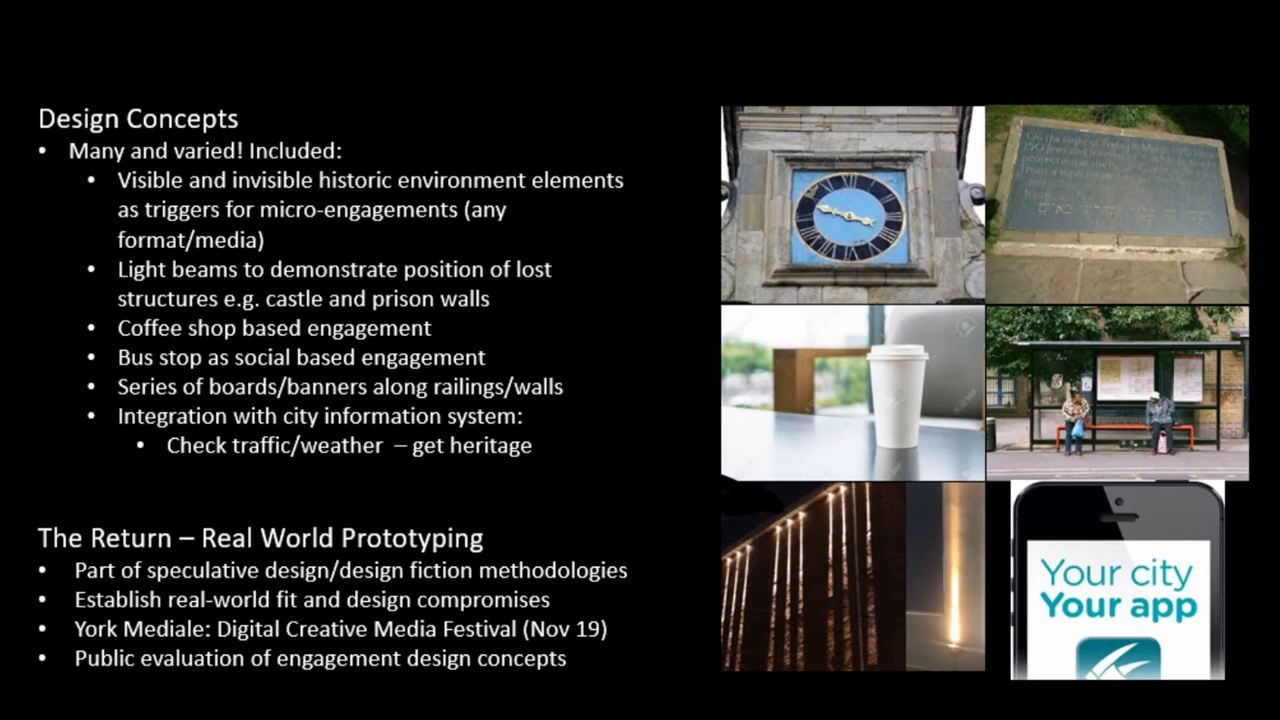 Design Concepts
• Many and varied! Included:
• Visible and invisible historic environment elements
as triggers for micro-engagements (any
format/media)
• Light beams to demonstrate position of lost
structures e.g. castle and prison walls
• Coffee shop based engagement
• Bus stop as social based engagement
• Series of boards/banners along railings/walls
• Integration with city information system:
• Check traffic/weather – get heritage
The Return – Real World Prototyping
• Part of speculative design/design fiction methodologies
• Establish real-world fit and design compromises
• York Mediale: Digital Creative Media Festival (Nov 19)
• Public evaluation of engagement design concepts
Your city
Your app